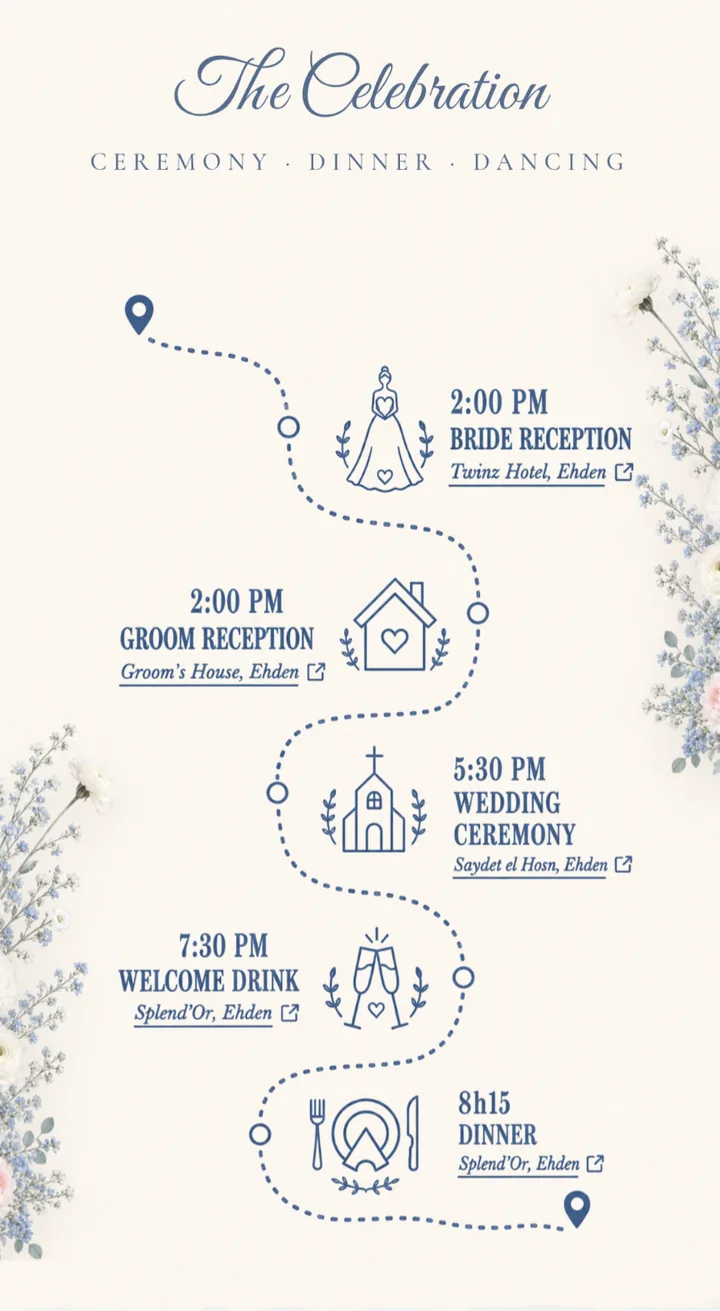 The Celebration
CEREMONY · DINNER · DANCING
2:00 PM
BRIDE RECEPTION
Twinz Hotel, Ehden
2:00 PM
GROOM RECEPTION
Groom's House, Ehden
5:30 PM
WEDDING
CEREMONY
Saydet el Hosn, Ehden
7:30 PM
WELCOME DRINK
Splend'Or, Ehden
8h15
DINNER
Splend'Or, Ehden